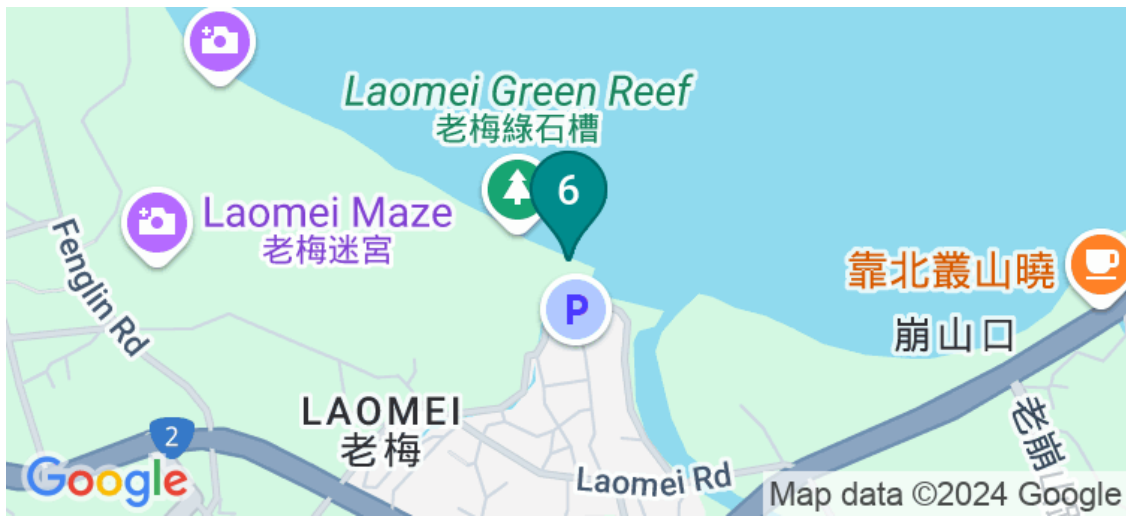 Laomei Green Reef
老梅綠石槽
6
Laomei Maze
老梅迷宮
靠北叢山曉
Fenglin Rd
P
崩山口
LAOMEI
老梅
2
老崩山路
Laomei Rd
Google
Map data ©2024 Google